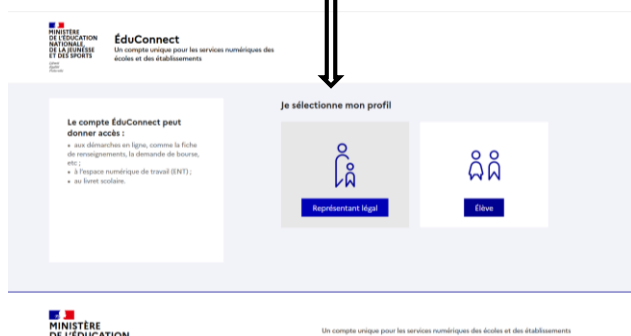 MINISTÈRE
DE L'ÉDUCATION
NATIONALE,
DE LA JEUNESSE
ET DES SPORTS
ÉduConnect
Un compte unique pour les services numériques des
écoles et des établissements
Je sélectionne mon profil
Le compte ÉduConnect peut
donner accès :
• aux démarches en ligne, comme la fiche
de renseignements, la demande de bourse,
etc ;
• à l'espace numérique de travail (ENT) ;
• au livret scolaire.
Représentant légal
Élève
MINISTÈRE
DE L'ÉDUCATION
Un compte unique pour les services numériques des écoles et des établissements